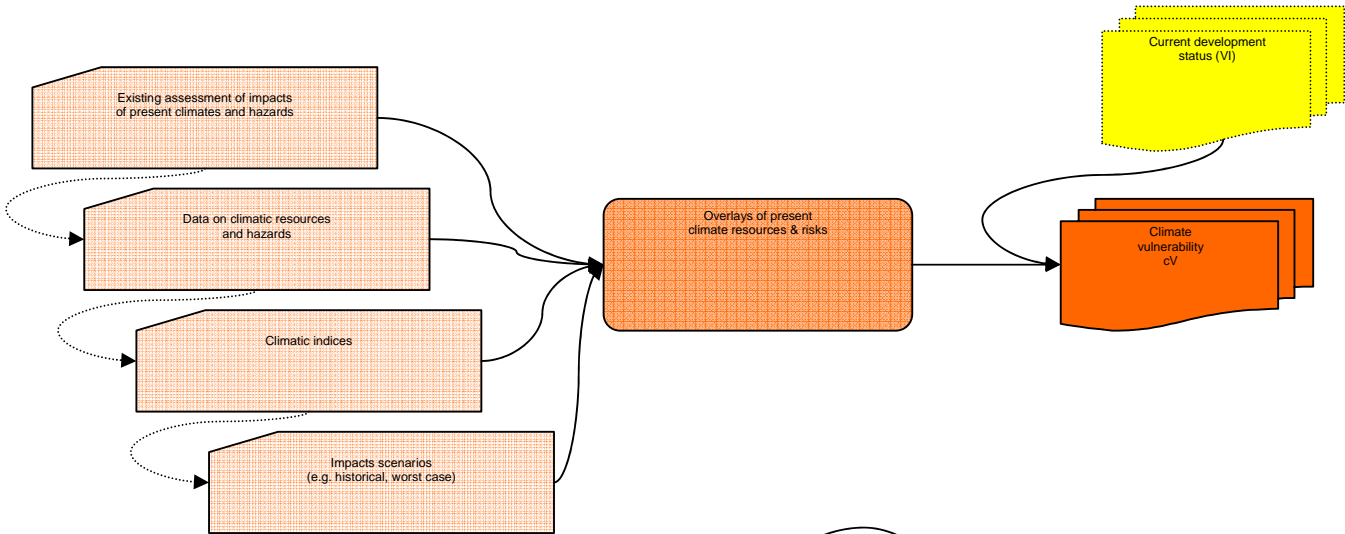 Current development
status (VI)
Existing assessment of impacts
of present climates and hazards
Data on climatic resources
and hazards
Overlays of present
climate resources & risks
Climate
vulnerability
cV
Climatic indices
Impacts scenarios
(e.g. historical, worst case)